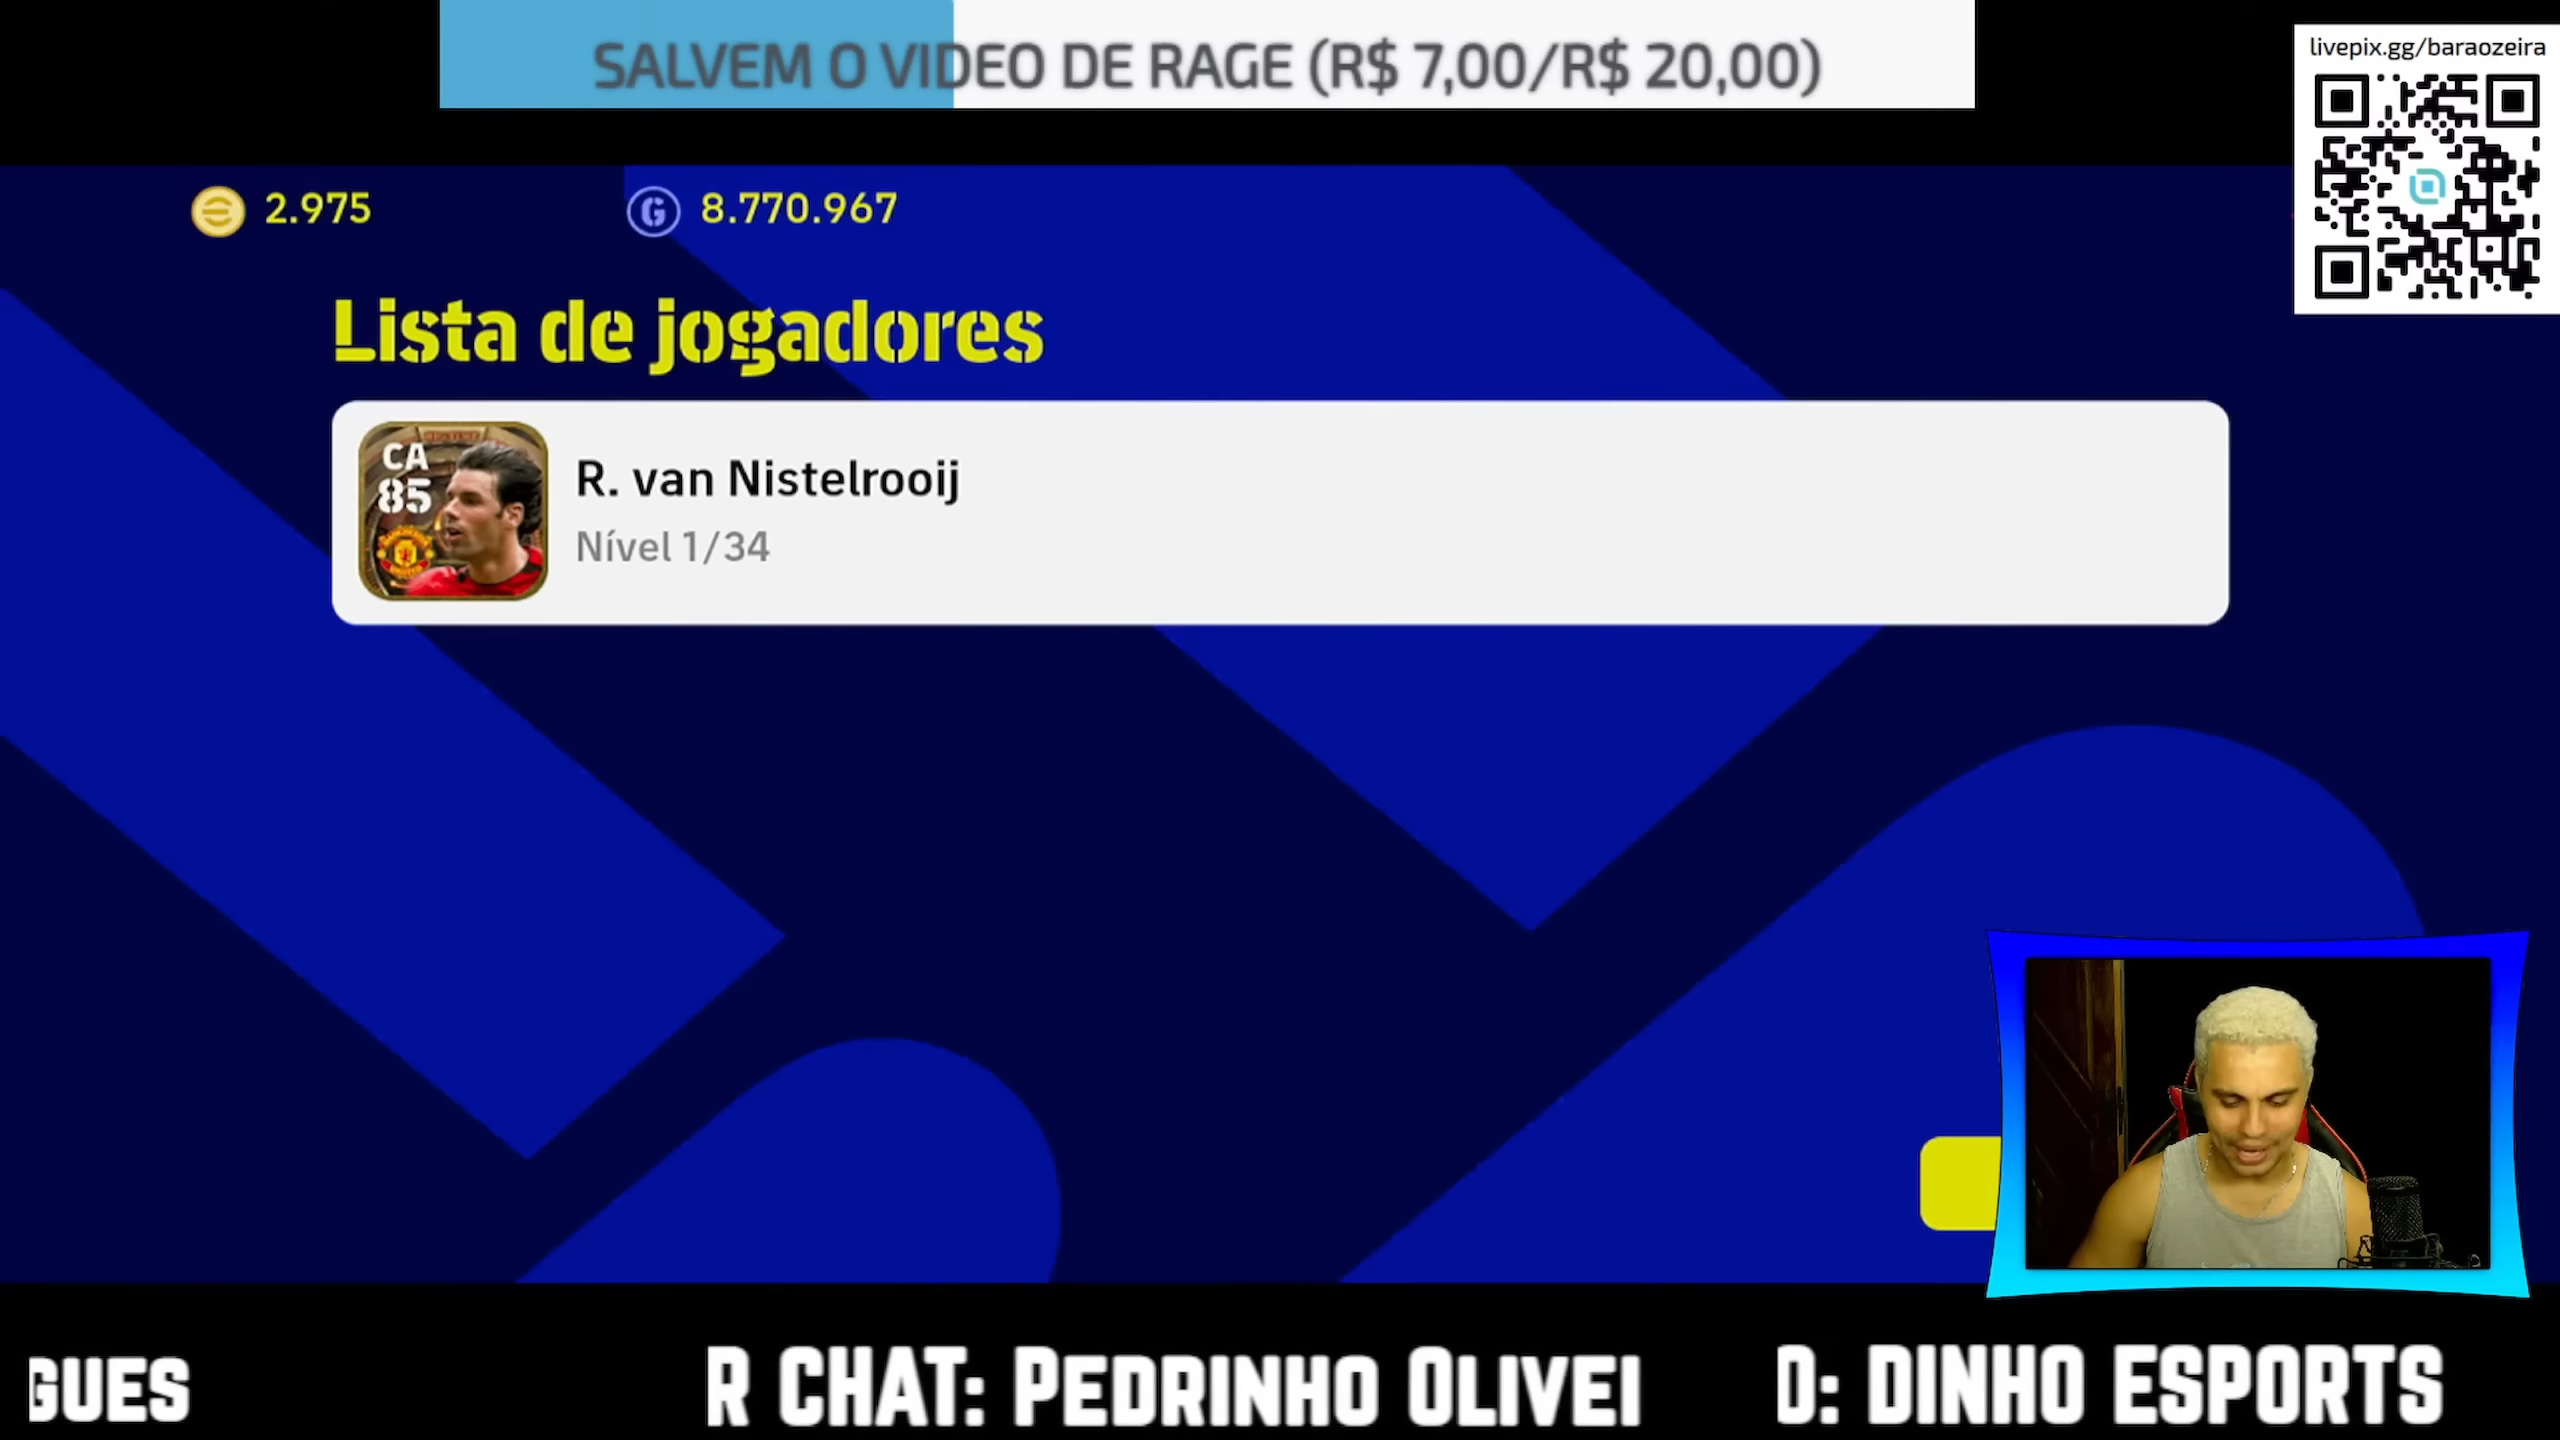 SALVEM O VIDEO DE RAGE (R$ 7,00/R$ 20,00)
livepix.gg/baraozeira
2.975
8.770.967
Lista de jogadores
CA
85
R. van Nistelrooij
Nível 1/34
GUES
R CHAT: PEDRINHO OLIVEI
D: DINHO ESPORTS